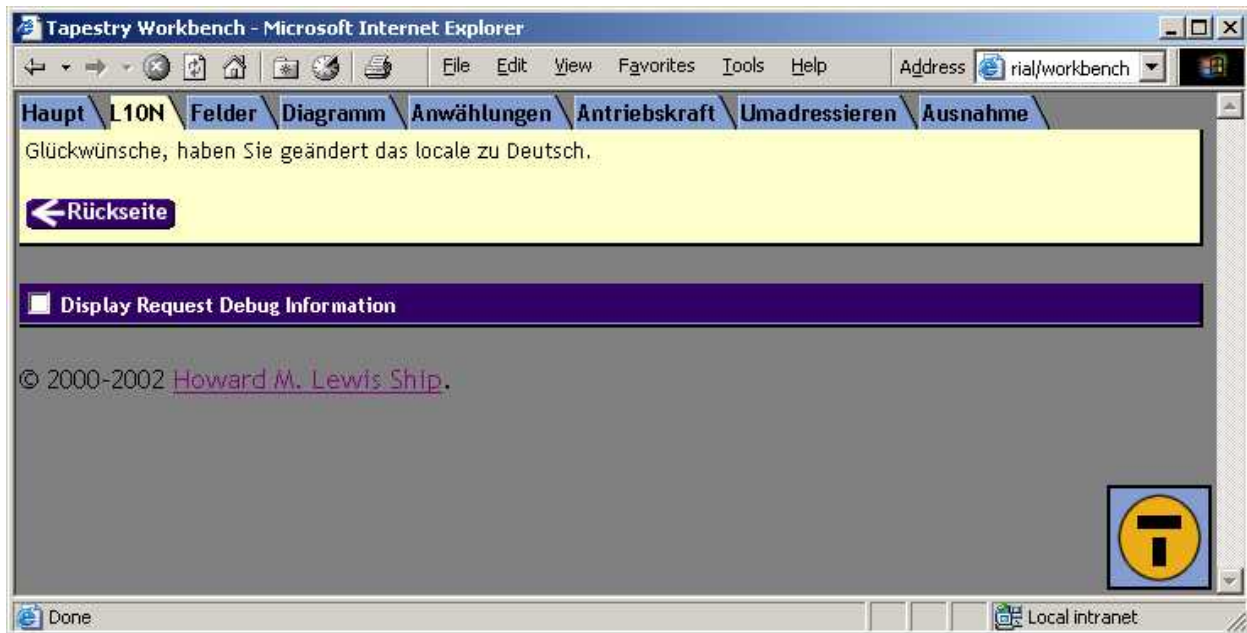 Tapestry Workbench - Microsoft Internet Explorer
File Edit View Favorites Tools Help Address rial/workbench
Haupt L10N Felder Diagramm Anwählungen Antriebskraft Umadressieren Ausnahme
Glückwünsche, haben Sie geändert das locale zu Deutsch.
Rückseite
Display Request Debug Information
© 2000-2002 Howard M. Lewis Ship.
Done Local intranet